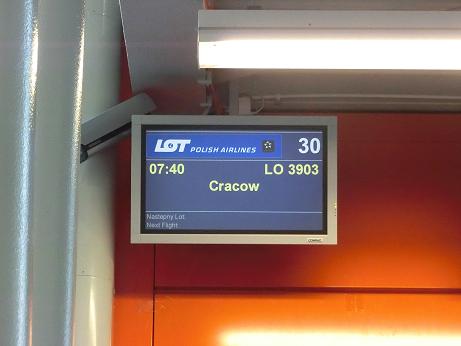 LOT POLISH AIRLINES 30
07:40 LO 3903
Cracow
Następny Lot
Next Flight